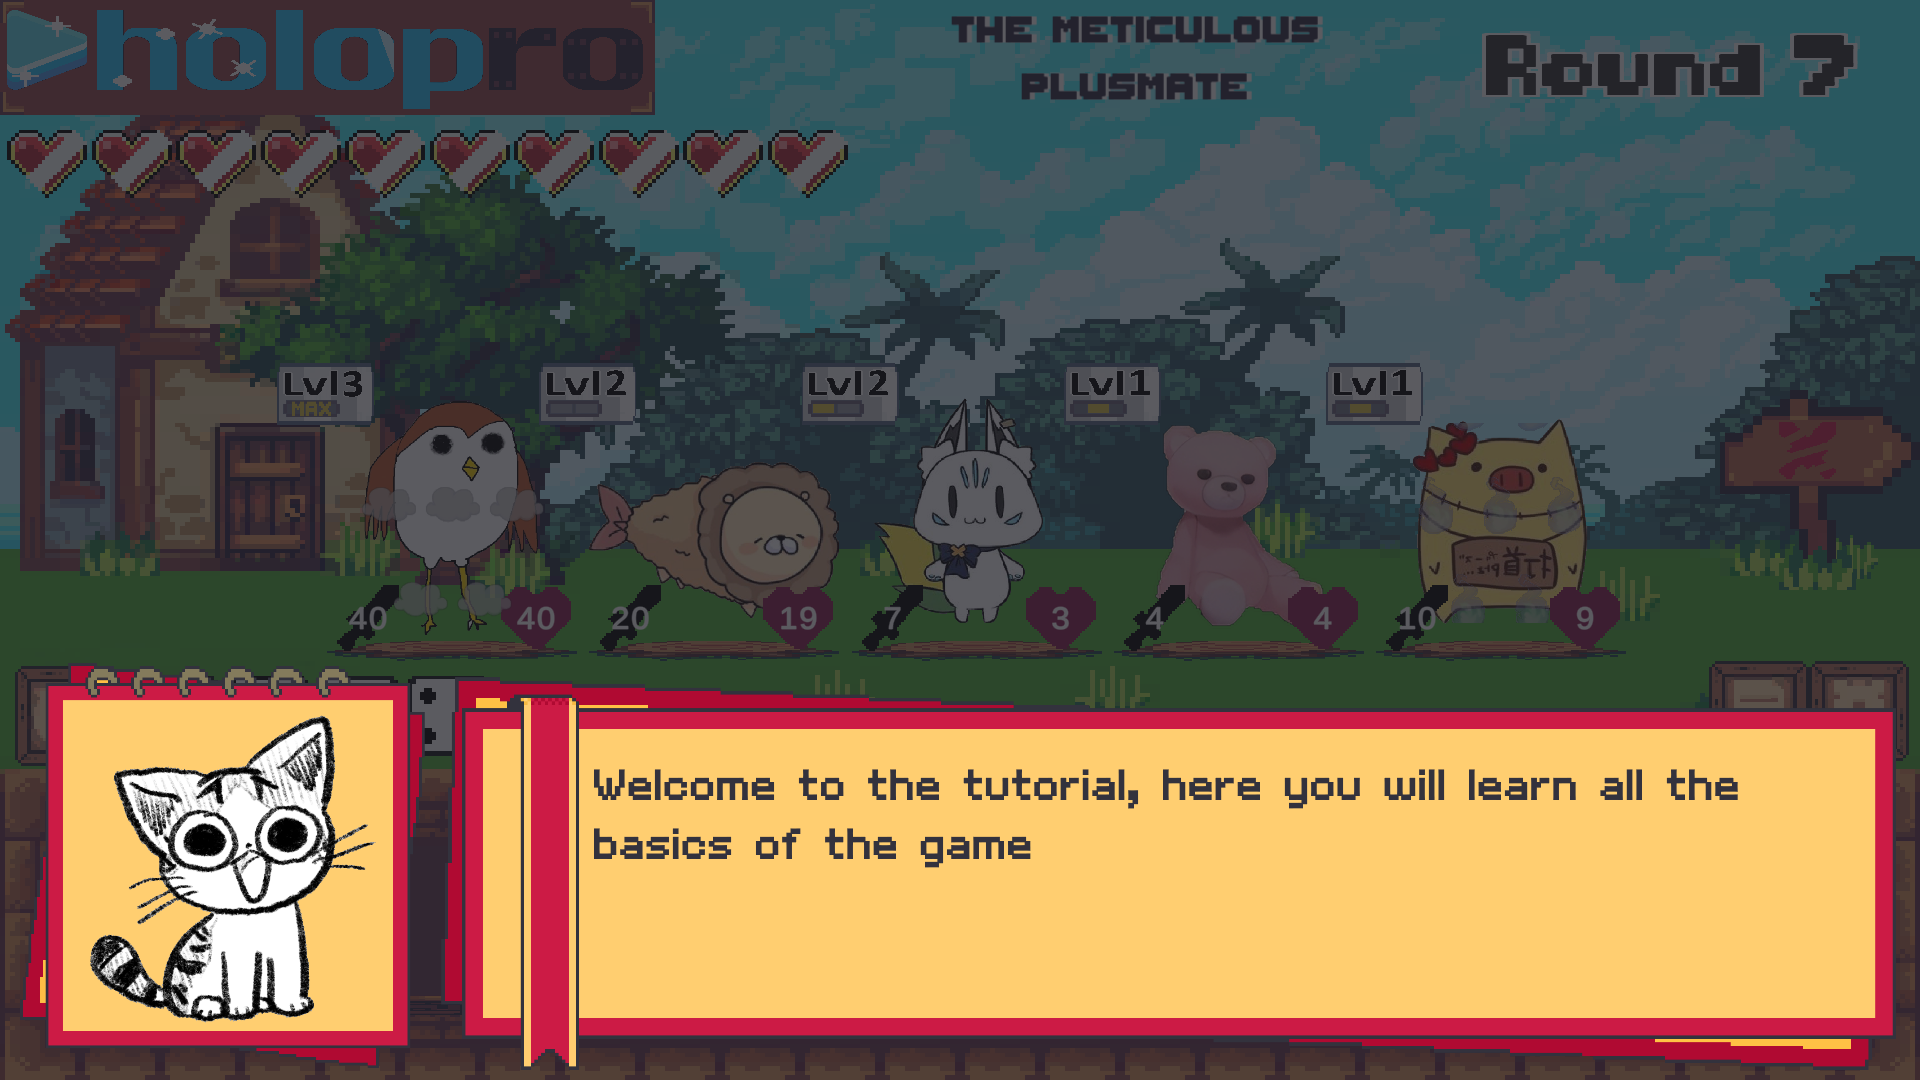 holopro
THE METICULOUS
PLUSMATE
Round 7
Lvl3
MAX
Lvl2
Lvl2
Lvl1
Lvl1
40
40
20
19
7
3
4
4
10
9
Welcome to the tutorial, here you will learn all the
basics of the game